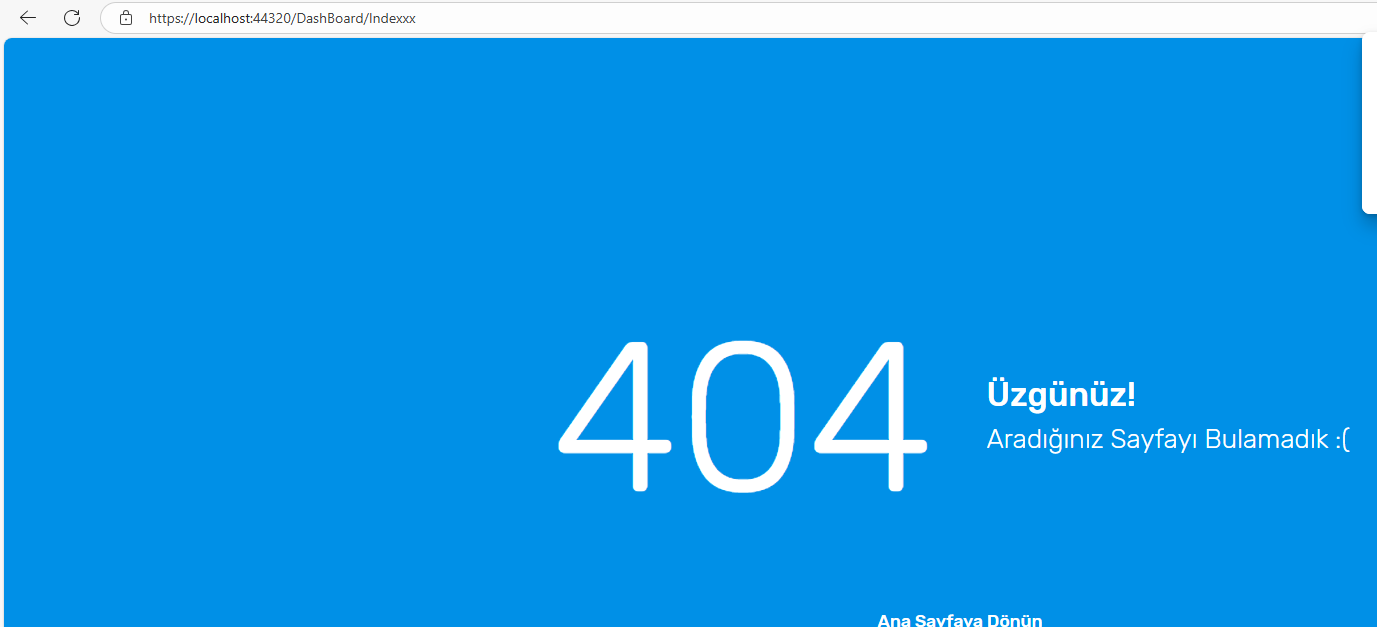 https://localhost:44320/DashBoard/Indexxx
404
Üzgünüz!
Aradığınız Sayfayı Bulamadık :(
Ana Sayfaya Dönün